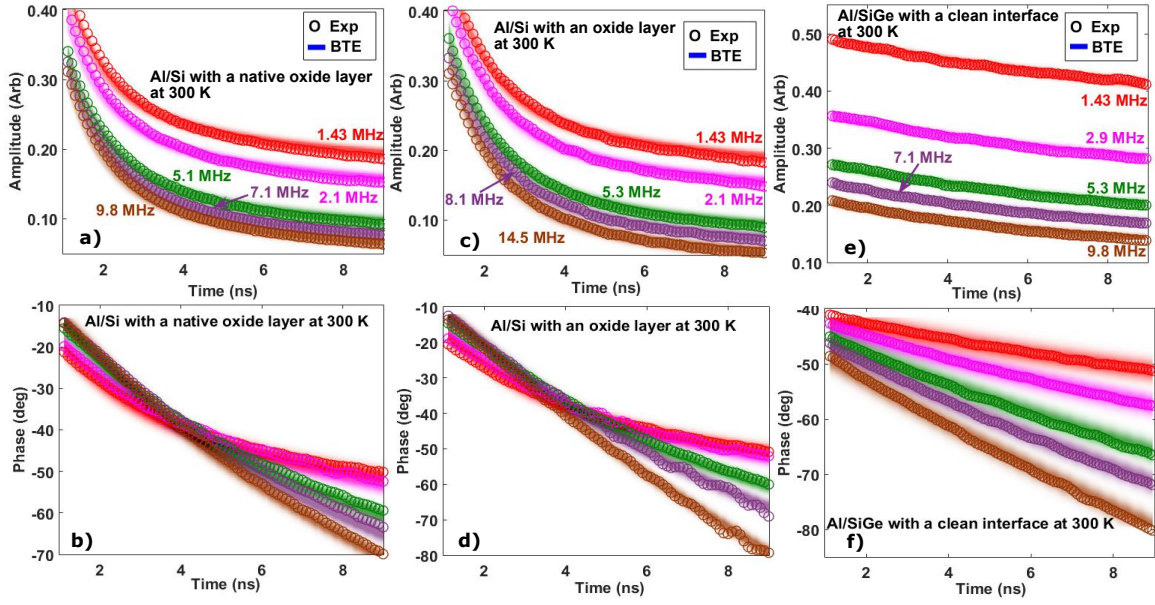 0.40
0.30
0.20
0.10
Amplitude (Arb)
Exp
BTE
Al/Si with a native oxide layer
at 300 K
1.43 MHz
5.1 MHz
7.1 MHz
2.1 MHz
9.8 MHz
a)
2 4 6 8
Time (ns)
0.40
0.30
0.20
0.10
Amplitude (Arb)
Al/Si with an oxide layer
at 300 K
Exp
BTE
1.43 MHz
8.1 MHz
5.3 MHz
2.1 MHz
14.5 MHz
c)
2 4 6 8
Time (ns)
0.50
0.40
0.30
0.20
0.10
Amplitude (Arb)
Al/SiGe with a clean interface
at 300 K
Exp
BTE
1.43 MHz
2.9 MHz
7.1 MHz
5.3 MHz
9.8 MHz
e)
2 4 6 8
Time (ns)
-10
-20
-30
-40
-50
-60
-70
Phase (deg)
Al/Si with a native oxide layer at 300 K
b)
2 4 6 8
Time (ns)
-10
-20
-30
-40
-50
-60
-70
-80
Phase (deg)
Al/Si with an oxide layer at 300 K
d)
2 4 6 8
Time (ns)
-40
-50
-60
-70
-80
Phase (deg)
Al/SiGe with a clean interface at 300 K
f)
2 4 6 8
Time (ns)